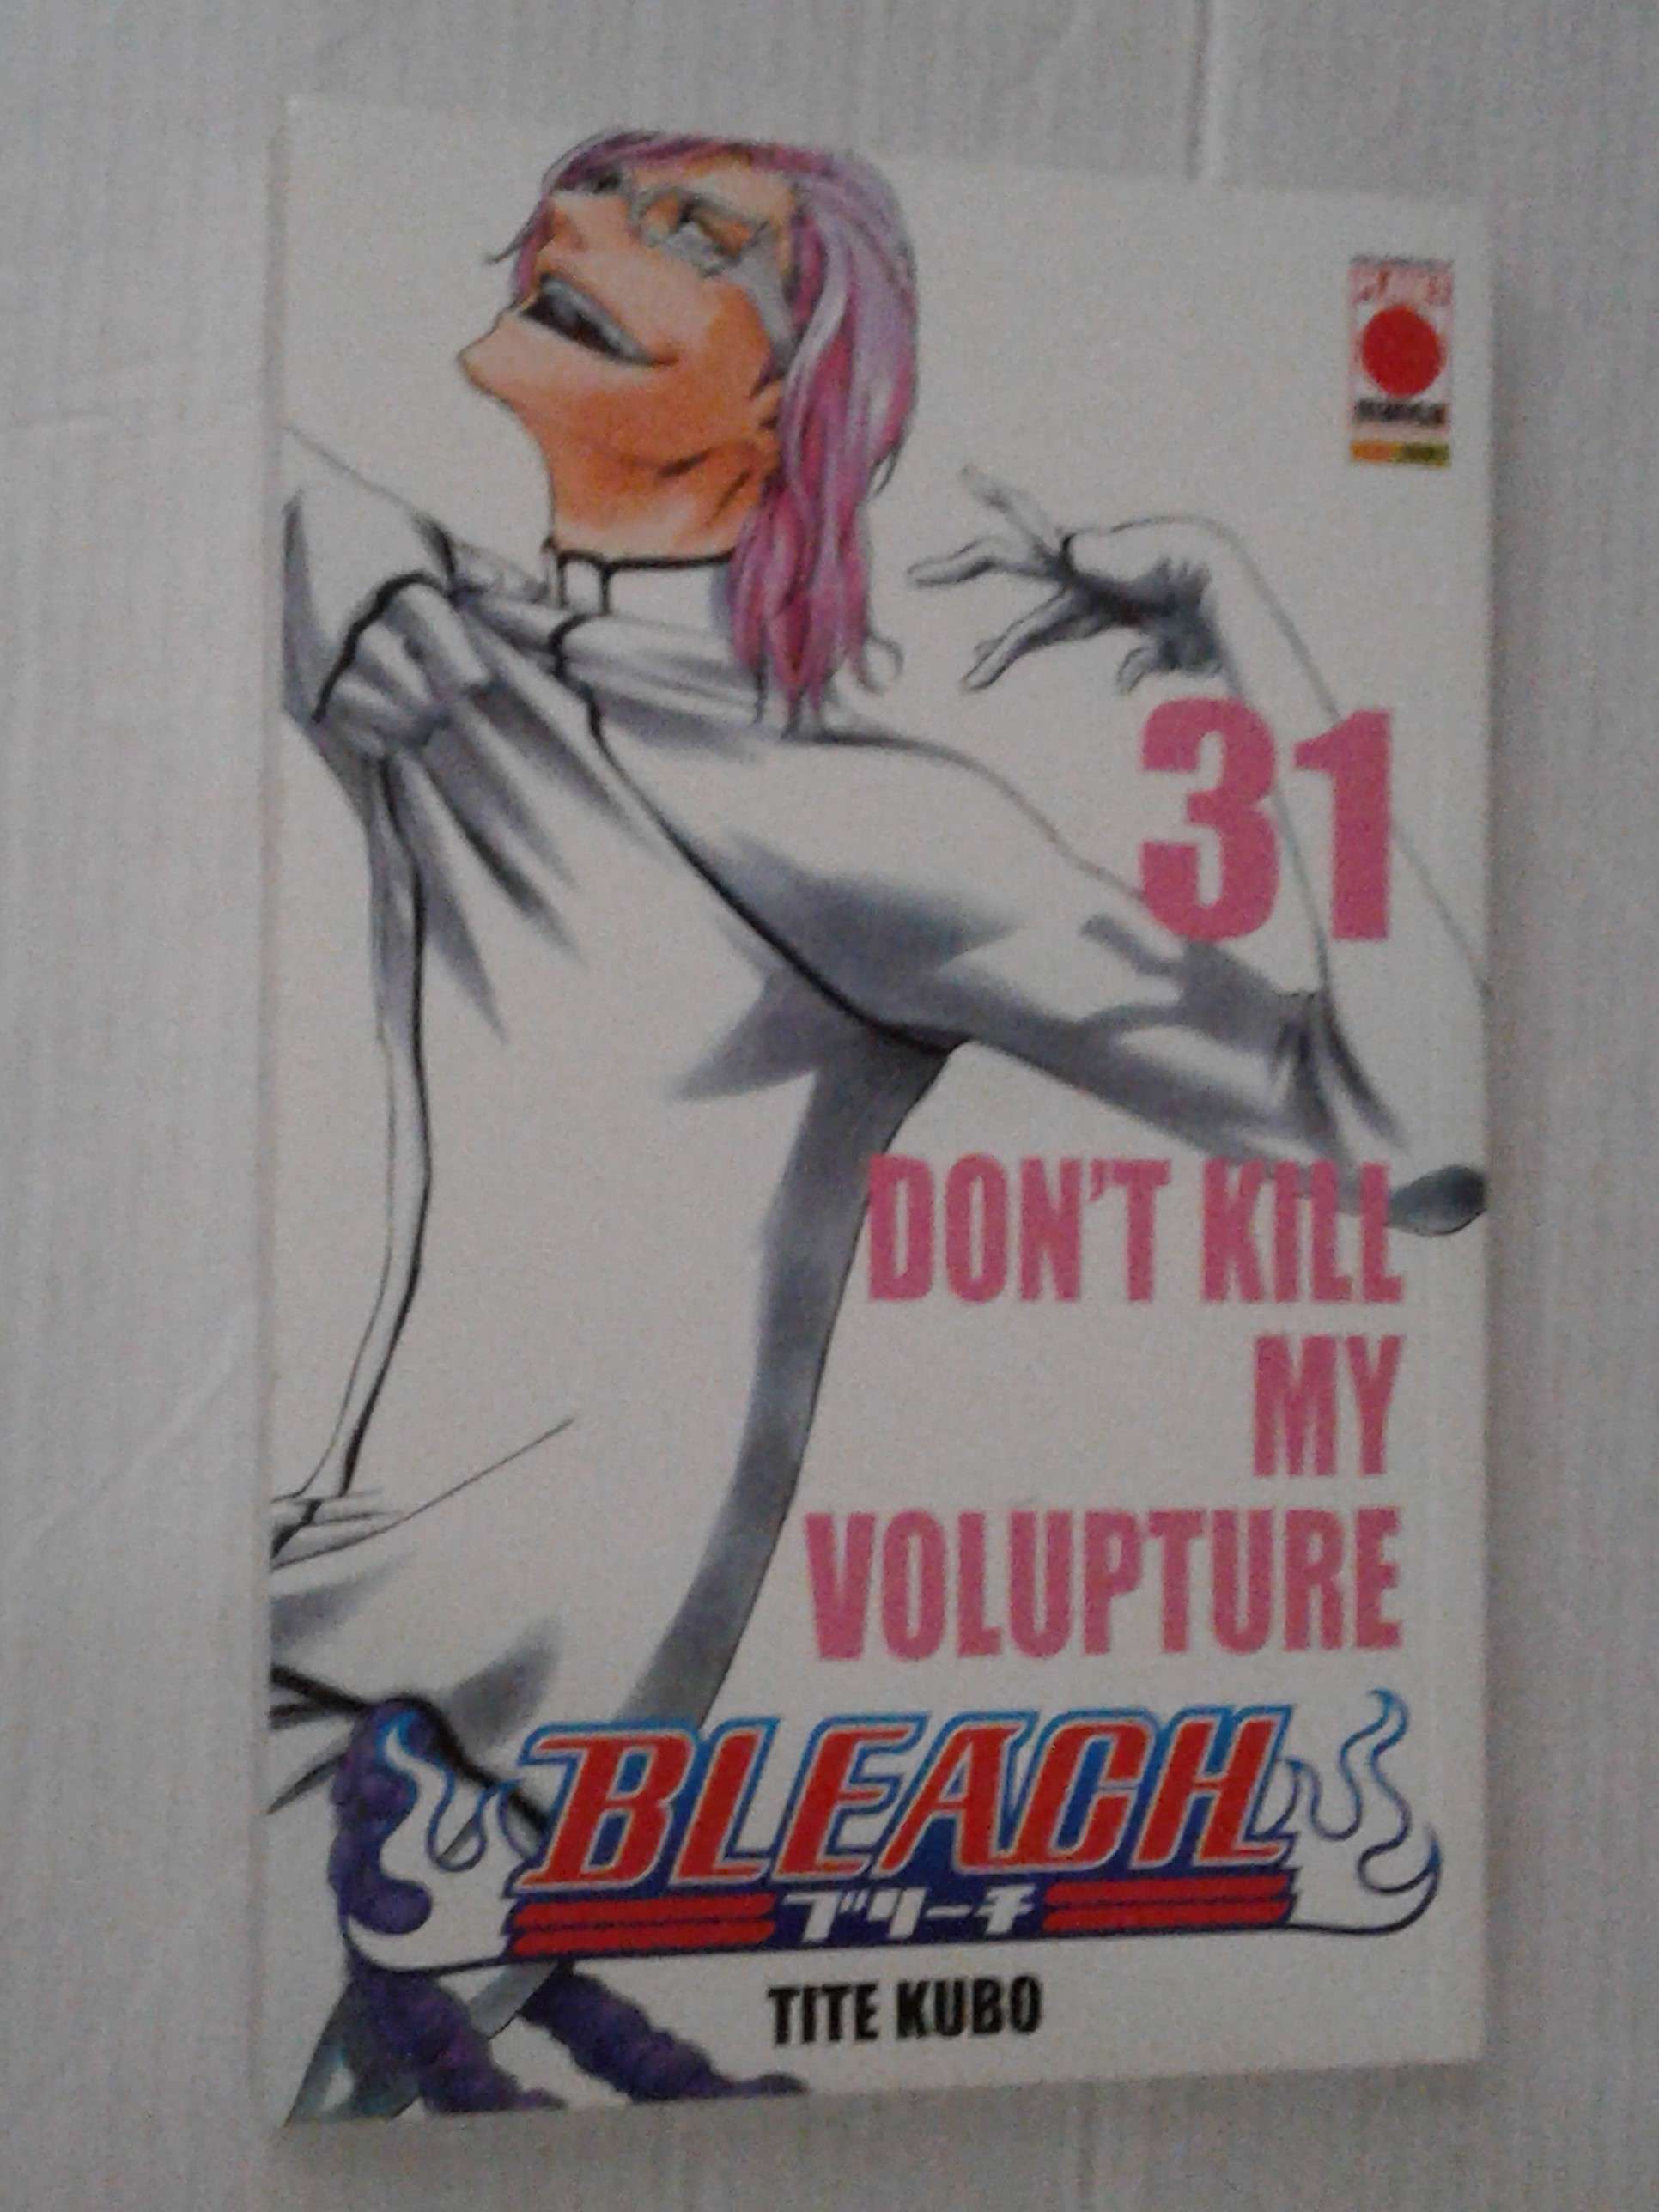 31
DON'T KILL
MY
VOLUPTURE
BLEACH
ブリーチ
TITE KUBO